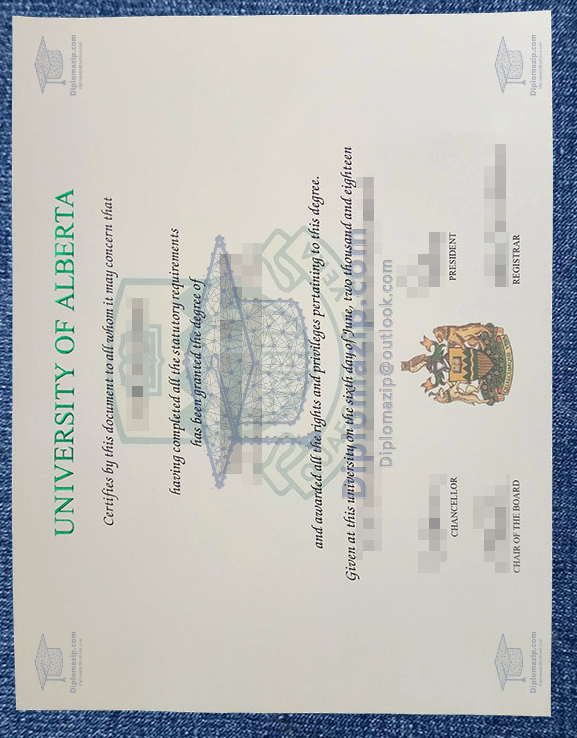 UNIVERSITY OF ALBERTA
Certifies by this document to all whom it may concern that
having completed all the statutory requirements
has been granted the degree of
and awarded all the rights and privileges pertaining to this degree.
Given at this university on the sixth day of June, two thousand and eighteen
CHANCELLOR
PRESIDENT
CHAIR OF THE BOARD
REGISTRAR
Diplomazip.com
Diplomazip@outlook.com
Diplomazip.com
Diplomazip.com
Diplomazip.com
Diplomazip.com